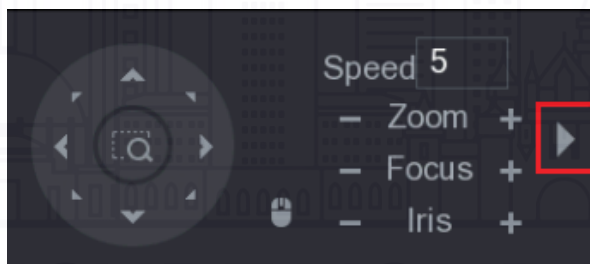 Speed 5
− Zoom +
− Focus +
− Iris +